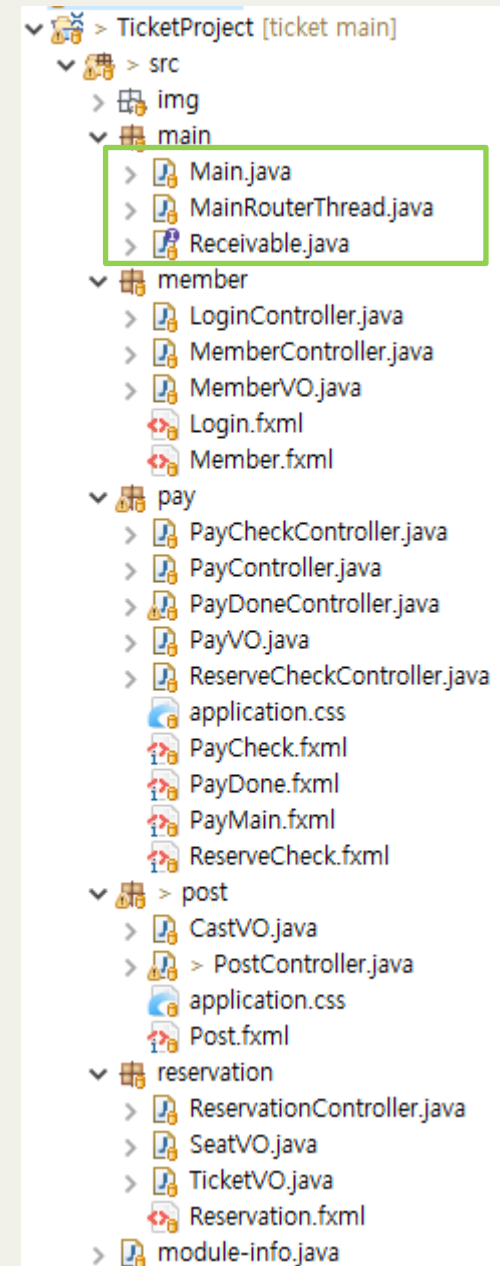 > TicketProject [ticket main]
> src
img
main
Main.java
MainRouterThread.java
Receivable.java
member
LoginController.java
MemberController.java
MemberVO.java
Login.fxml
Member.fxml
pay
PayCheckController.java
PayController.java
PayDoneController.java
PayVO.java
ReserveCheckController.java
application.css
PayCheck.fxml
PayDone.fxml
PayMain.fxml
ReserveCheck.fxml
> post
CastVO.java
> PostController.java
application.css
Post.fxml
reservation
ReservationController.java
SeatVO.java
TicketVO.java
Reservation.fxml
module-info.java